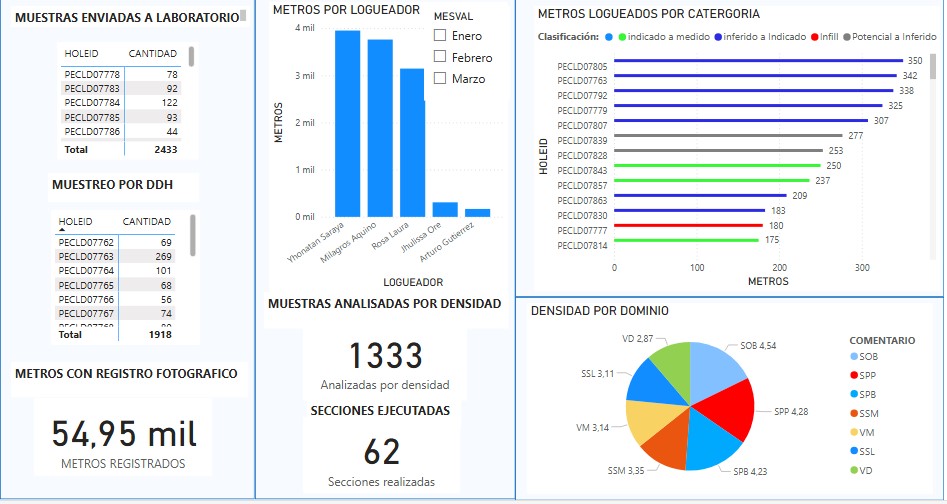 MUESTRAS ENVIADAS A LABORATORIO
HOLEID CANTIDAD
PECLD07778 78
PECLD07783 92
PECLD07784 122
PECLD07785 93
PECLD07786 44
Total 2433
MUESTREO POR DDH
HOLEID CANTIDAD
PECLD07762 69
PECLD07763 269
PECLD07764 101
PECLD07765 68
PECLD07766 56
PECLD07767 74
Total 1918
METROS CON REGISTRO FOTOGRAFICO
54,95 mil
METROS REGISTRADOS
METROS POR LOGUEADOR
MESVAL
Enero
Febrero
Marzo
METROS
4 mil
3 mil
2 mil
1 mil
0 mil
Yhonatan Saraya
Milagros Aquino
Rosa Laura
Jhulissa Ore
Arturo Gutierrez
LOGUEADOR
MUESTRAS ANALISADAS POR DENSIDAD
1333
Analizadas por densidad
SECCIONES EJECUTADAS
62
Secciones realizadas
METROS LOGUEADOS POR CATERGORIA
Clasificación: indicado a medido inferido a Indicado Infill Potencial a Inferido
HOLEID
PECLD07805 350
PECLD07763 342
PECLD07792 338
PECLD07779 325
PECLD07807 307
PECLD07839 277
PECLD07828 253
PECLD07843 250
PECLD07857 237
PECLD07863 209
PECLD07830 183
PECLD07777 180
PECLD07814 175
0 100 200 300
METROS
DENSIDAD POR DOMINIO
VD 2,87
SOB 4,54
SSL 3,11
SPP 4,28
VM 3,14
SSM 3,35
SPB 4,23
COMENTARIO
SOB
SPP
SPB
SSM
VM
SSL
VD